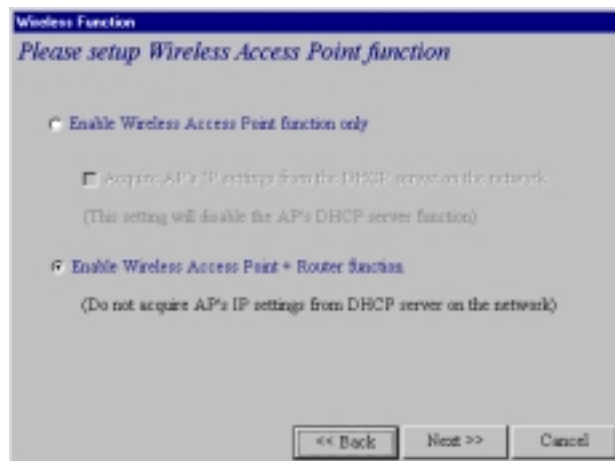 Wireless Function
Please setup Wireless Access Point function
Enable Wireless Access Point function only
Acquire AP's IP settings from the DHCP server on the network
(This setting will disable the AP's DHCP server function)
Enable Wireless Access Point + Router function
(Do not acquire AP's IP settings from DHCP server on the network)
<< Back
Next >>
Cancel